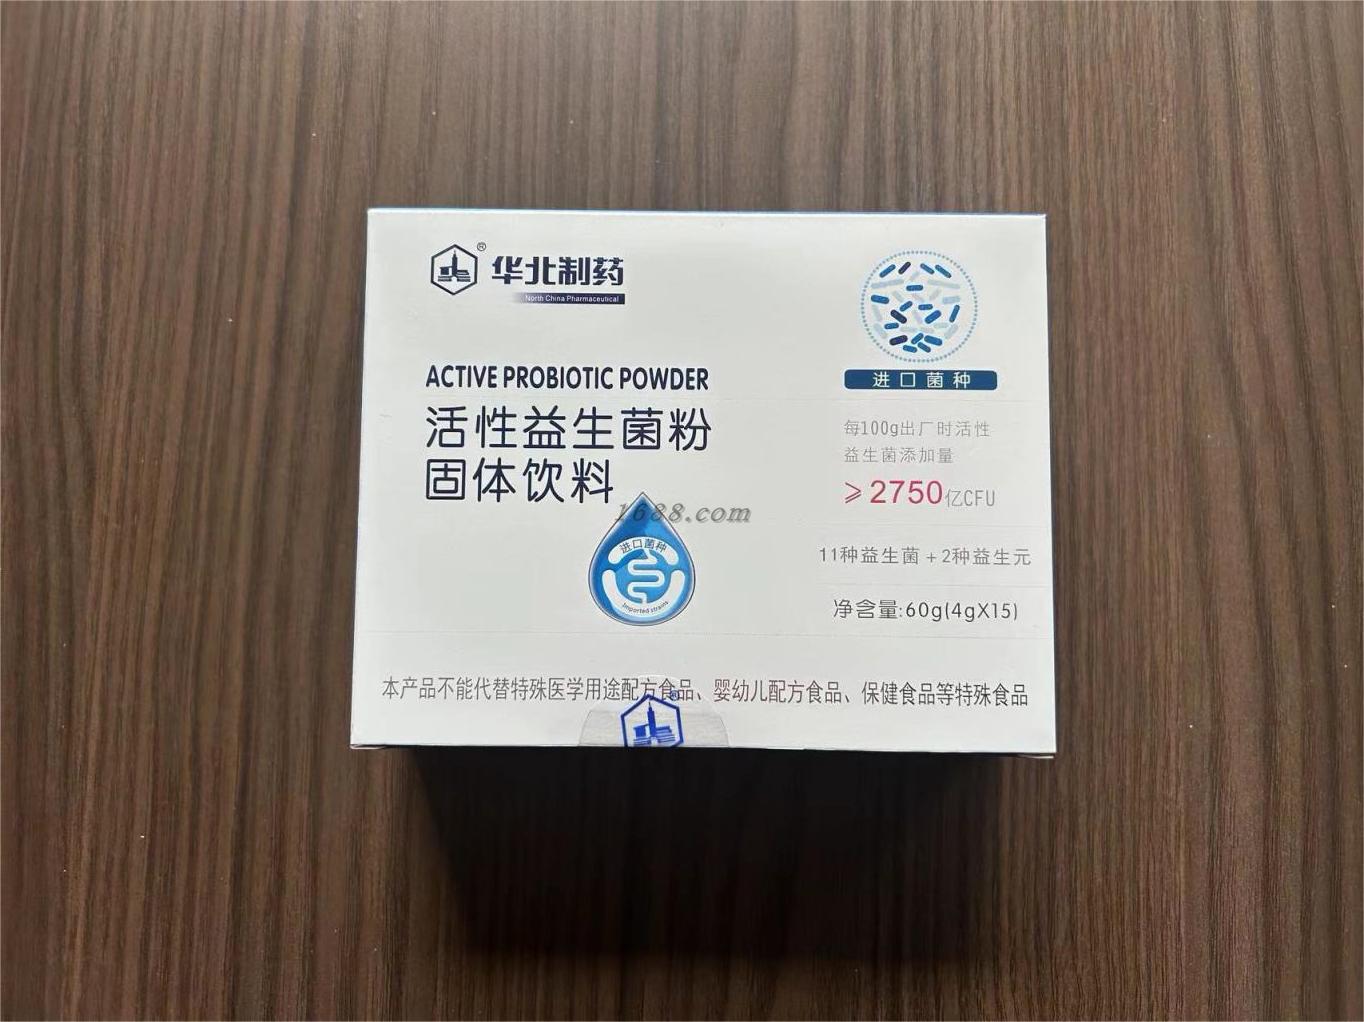 华北制药
North China Pharmaceutical
ACTIVE PROBIOTIC POWDER
活性益生菌粉
固体饮料
1688.com
进口菌种
Imported strains
进口菌种
每100g出厂时活性
益生菌添加量
≥2750亿CFU
11种益生菌+2种益生元
净含量:60g(4gX15)
本产品不能代替特殊医学用途配方食品、婴幼儿配方食品、保健食品等特殊食品